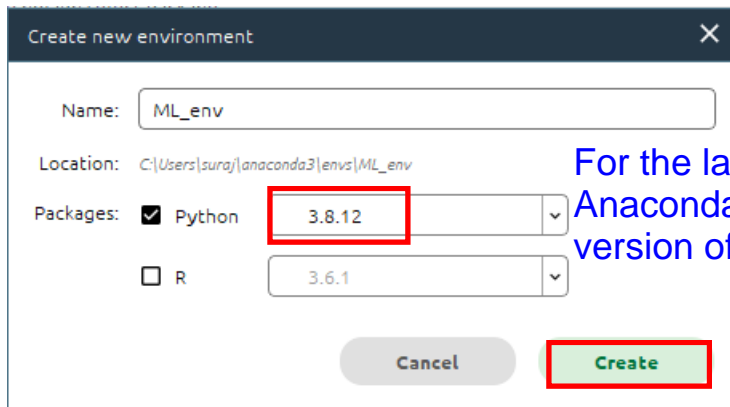 Create new environment
Name: ML_env
Location: C:\Users\suraj\anaconda3\envs\ML_env
For the la
Packages: Python 3.8.12
Anaconda
version of
R 3.6.1
Cancel Create